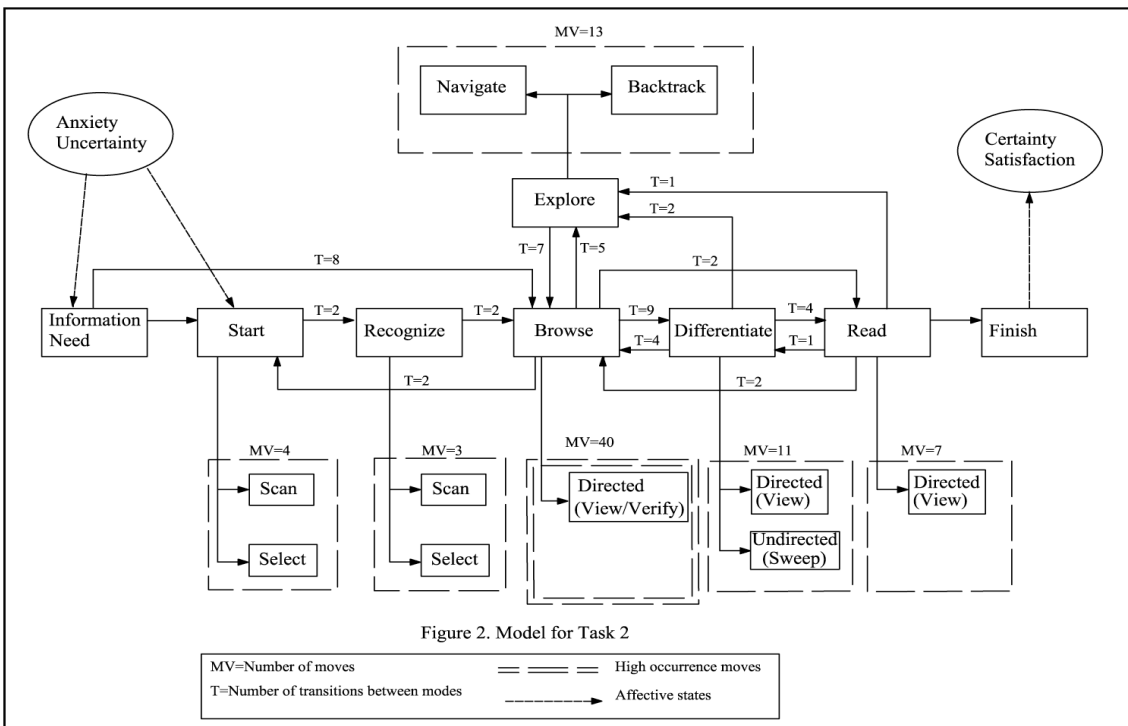 MV=13
Navigate
Backtrack
Anxiety
Uncertainty
Certainty
Satisfaction
T=1
Explore
T=2
T=7
T=5
T=8
T=2
Information
Need
Start
T=2
Recognize
T=2
Browse
T=9
Differentiate
T=4
Read
Finish
T=4
T=1
T=2
T=2
MV=4
MV=3
MV=40
MV=11
MV=7
Scan
Select
Scan
Select
Directed
(View/Verify)
Directed
(View)
Undirected
(Sweep)
Directed
(View)
Figure 2. Model for Task 2
MV=Number of moves
High occurrence moves
T=Number of transitions between modes
Affective states